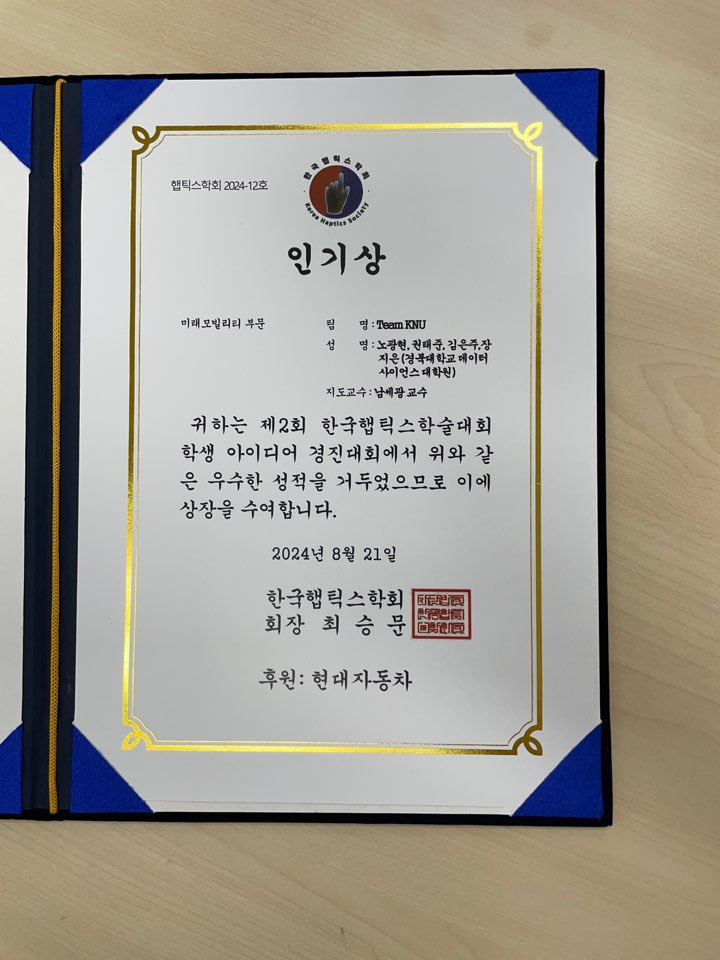 햅틱스학회 2024-12호
한국햅틱스학회
Korea Haptics Society
인기상
미래모빌리티 부문
팀 명 : Team KNU
성 명 : 노광현, 권태준, 김은주, 장
지은(경북대학교 데이터
사이언스 대학원)
지도교수 : 남세광 교수
귀하는 제2회 한국햅틱스학술대회
학생 아이디어 경진대회에서 위와 같
은 우수한 성적을 거두었으므로 이에
상장을 수여합니다.
2024년 8월 21일
한국햅틱스학회
회장 최 승 문
후원: 현대자동차